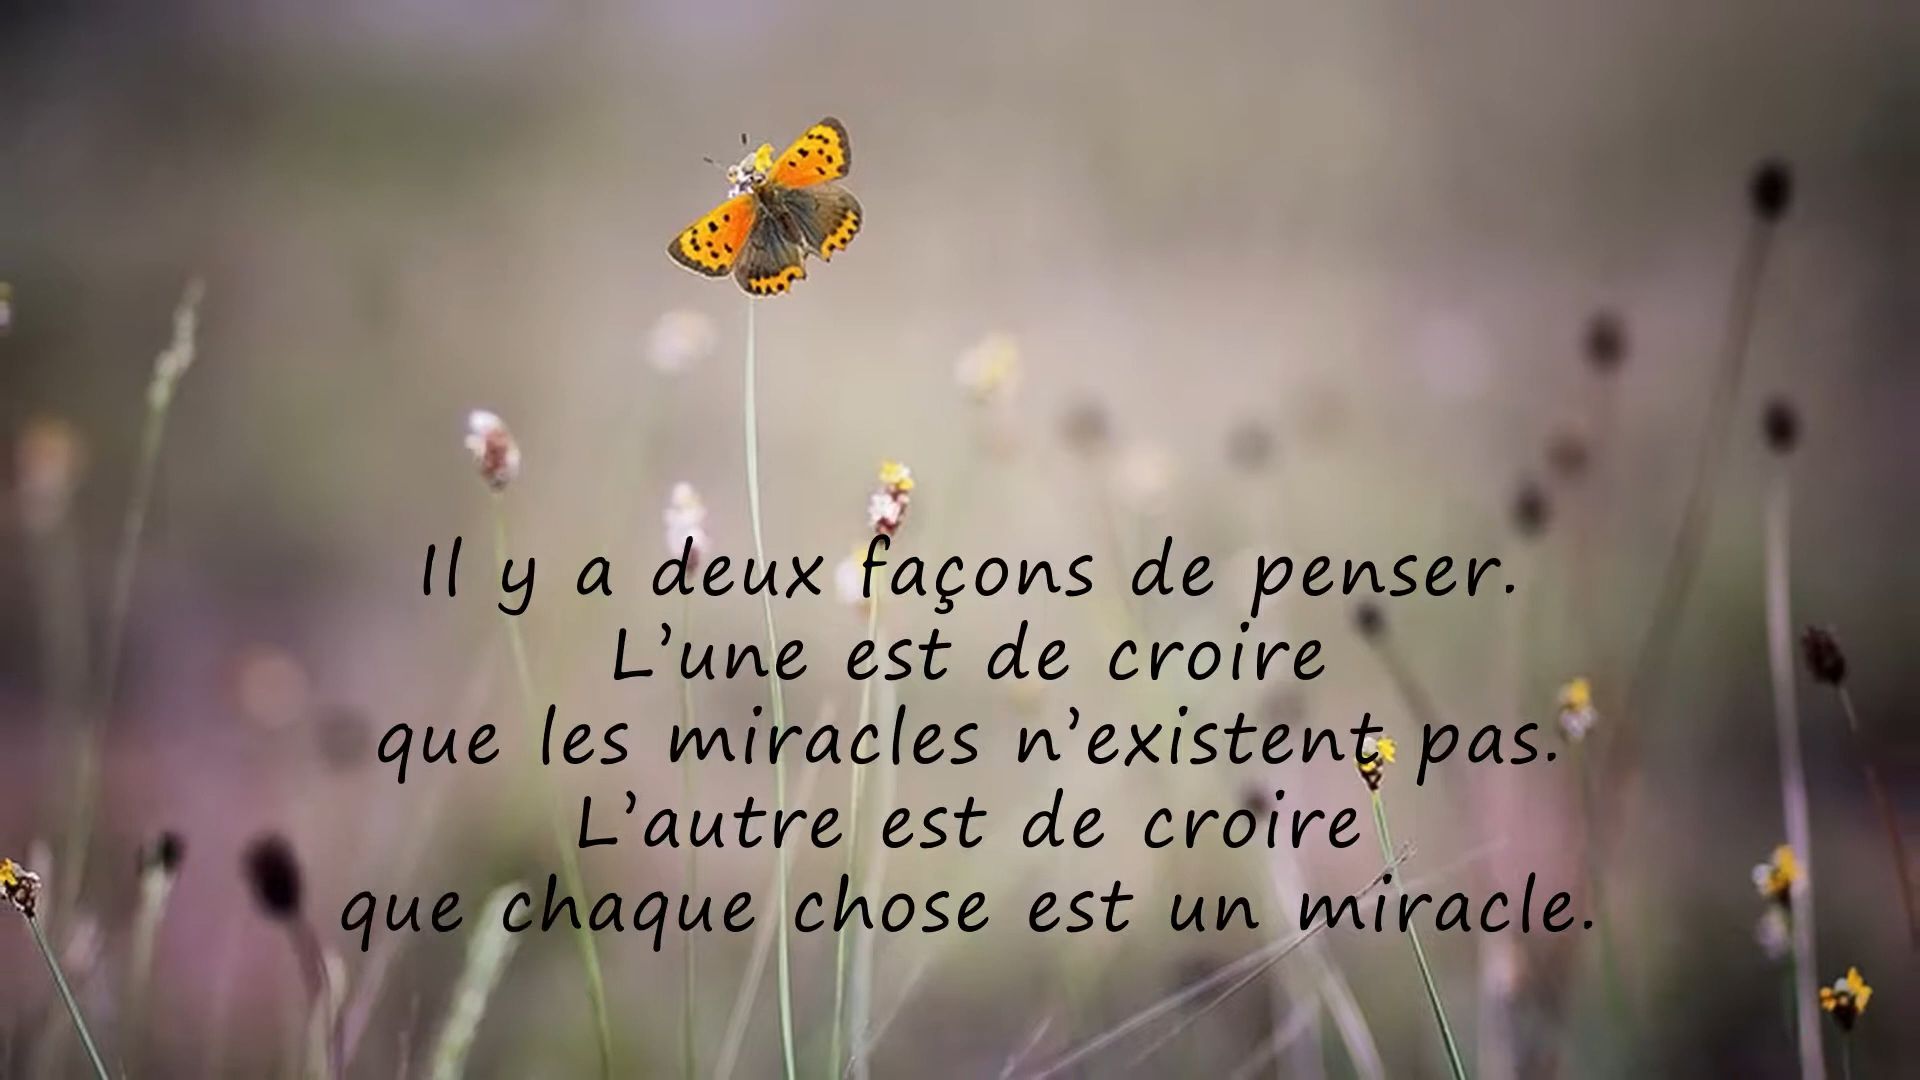 Il y a deux façons de penser.
L’une est de croire
que les miracles n’existent pas.
L’autre est de croire
que chaque chose est un miracle.